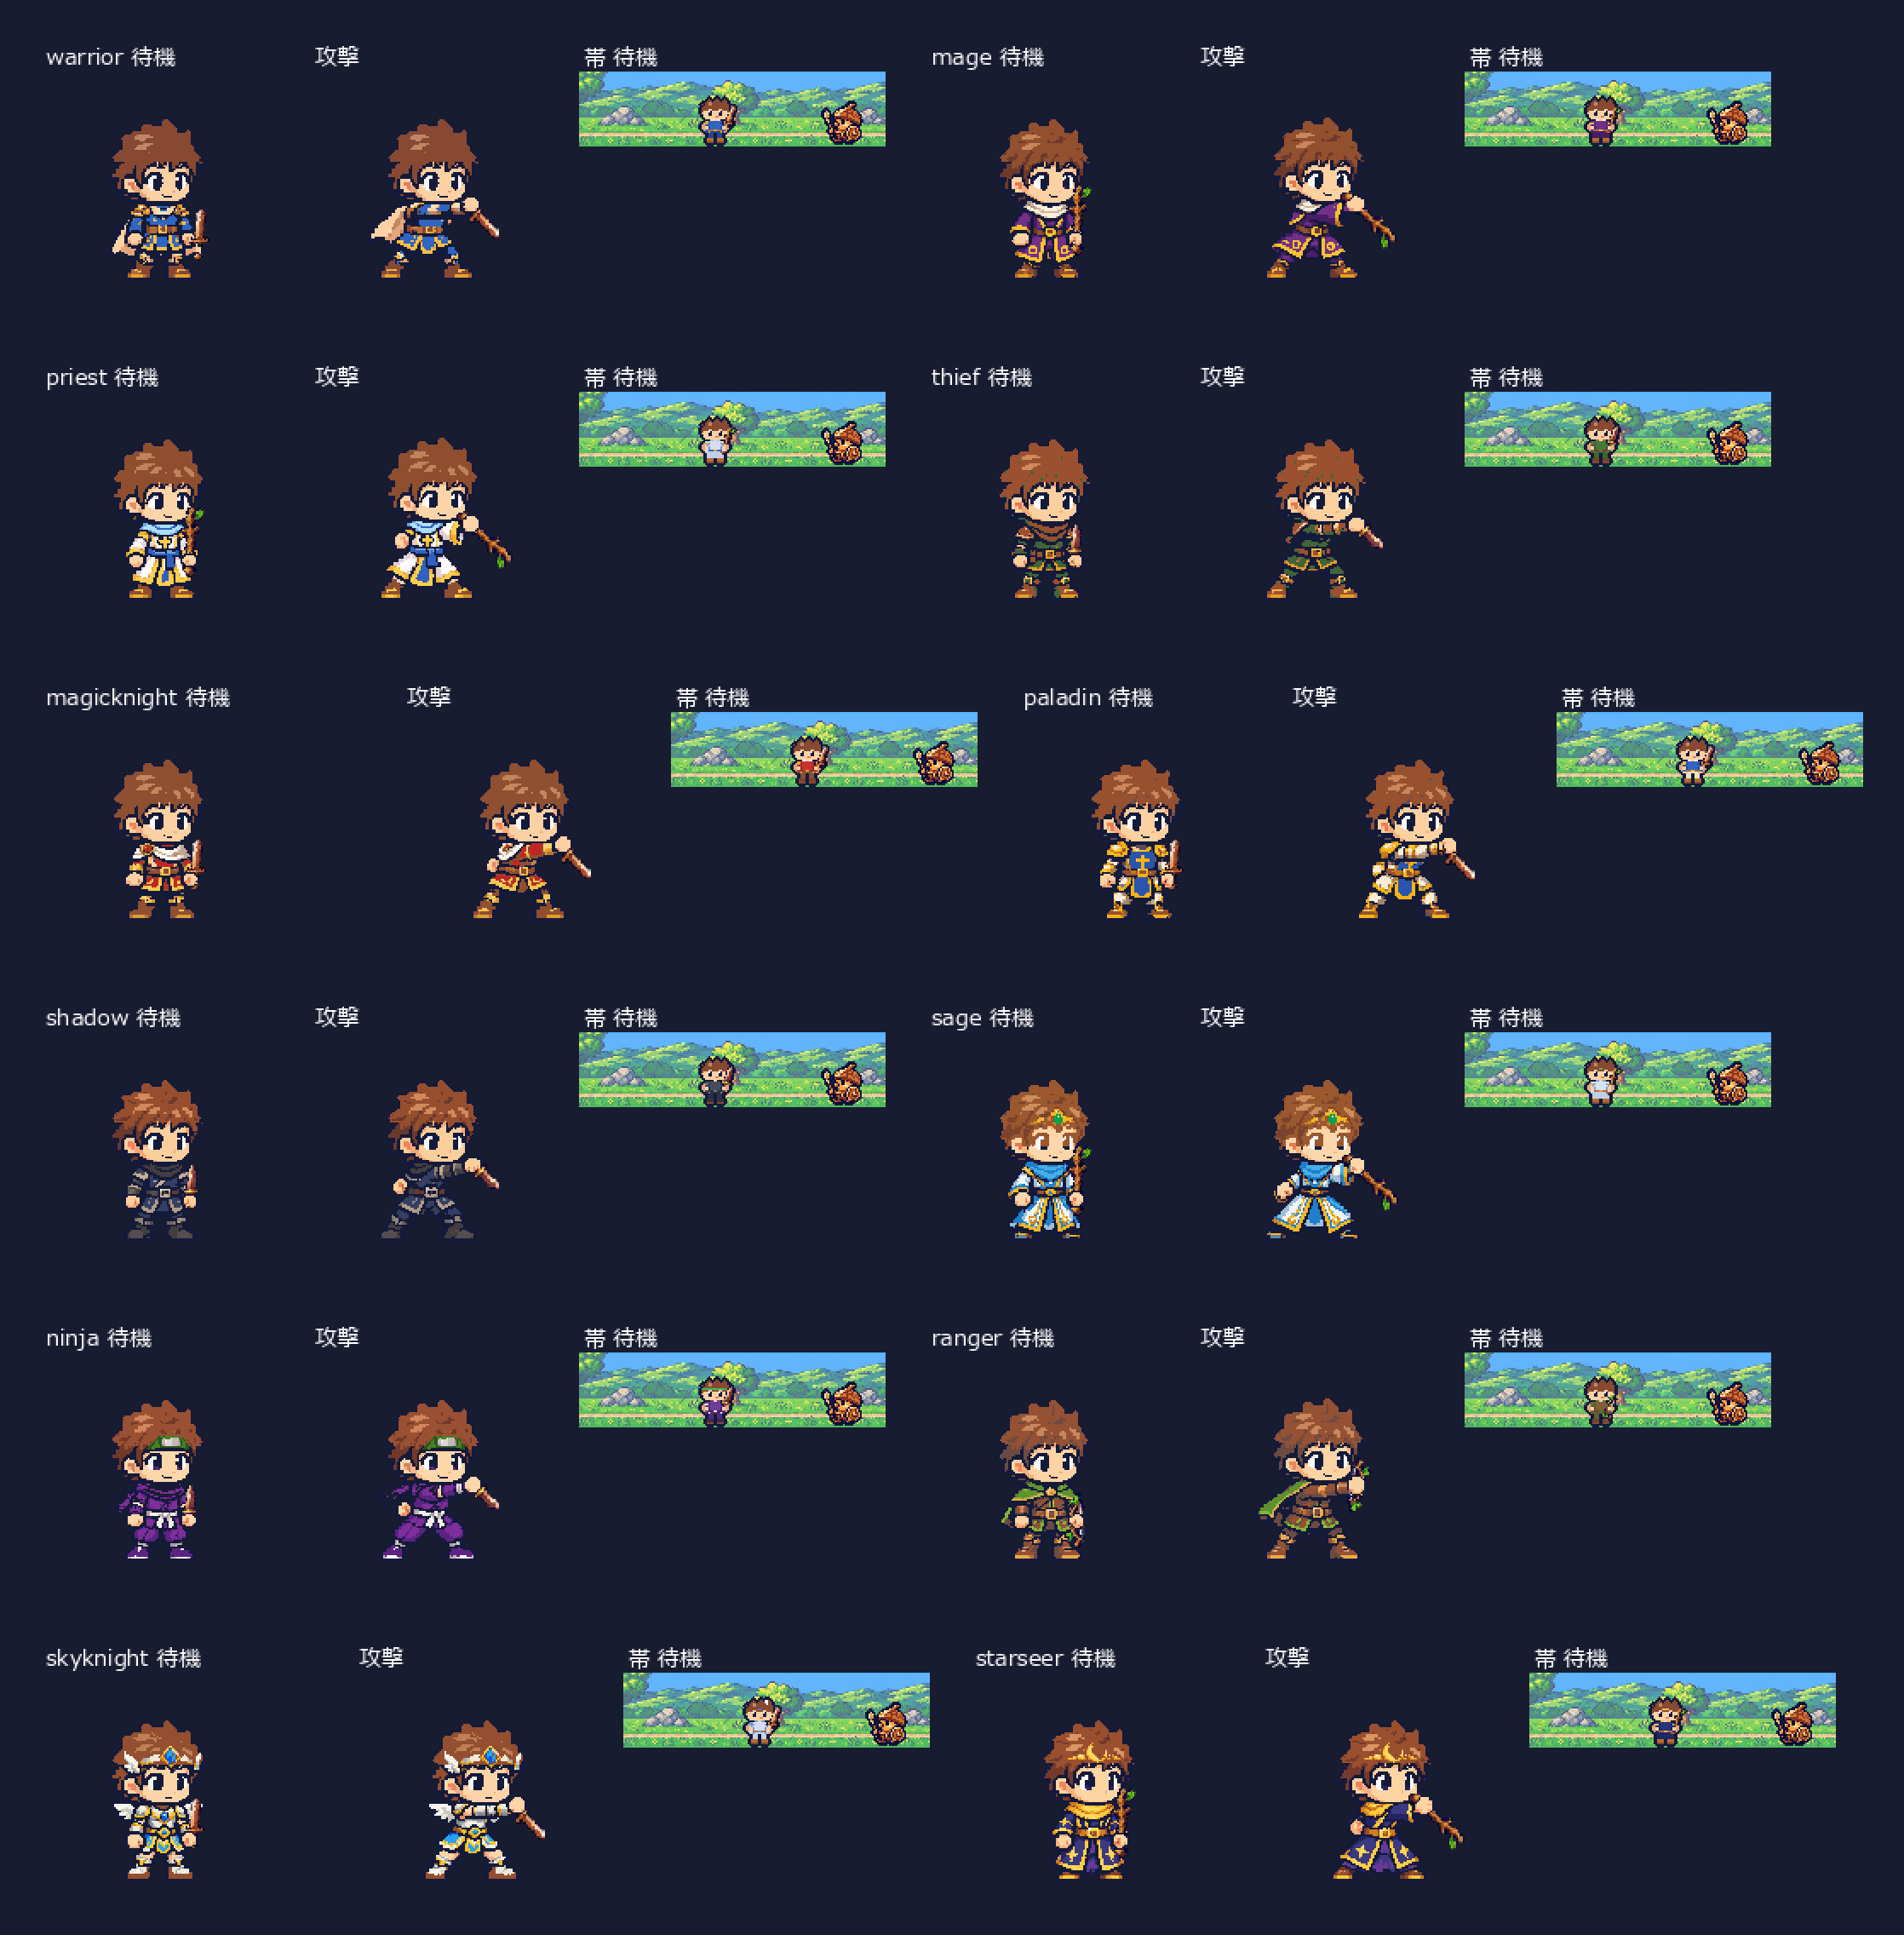 warrior 待機 攻撃 帯 待機 mage 待機 攻撃 帯 待機
priest 待機 攻撃 帯 待機 thief 待機 攻撃 帯 待機
magicknight 待機 攻撃 帯 待機 paladin 待機 攻撃 帯 待機
shadow 待機 攻撃 帯 待機 sage 待機 攻撃 帯 待機
ninja 待機 攻撃 帯 待機 ranger 待機 攻撃 帯 待機
skyknight 待機 攻撃 帯 待機 starseer 待機 攻撃 帯 待機